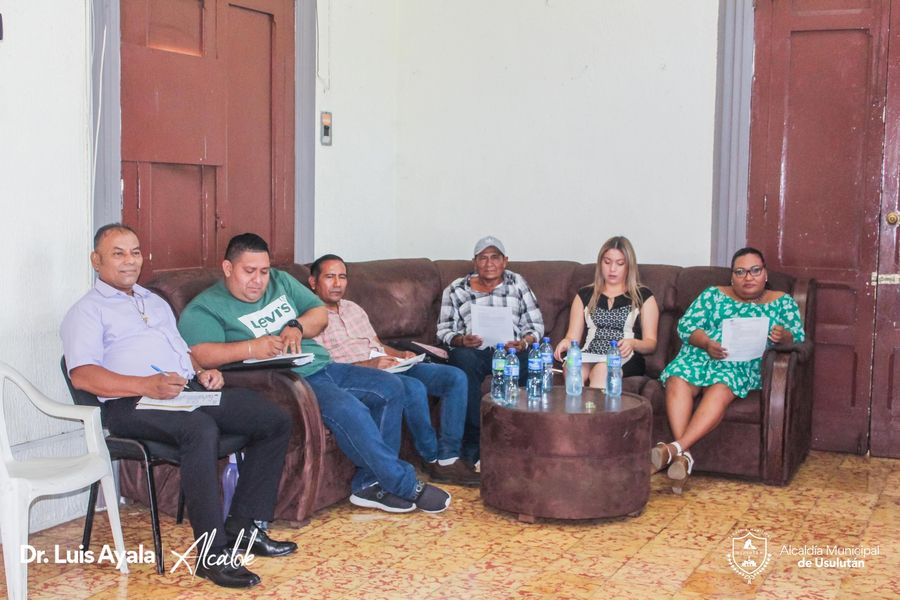 LEVI'S
Dr. Luis Ayala Alcalde
Alcaldía Municipal
de Usulután